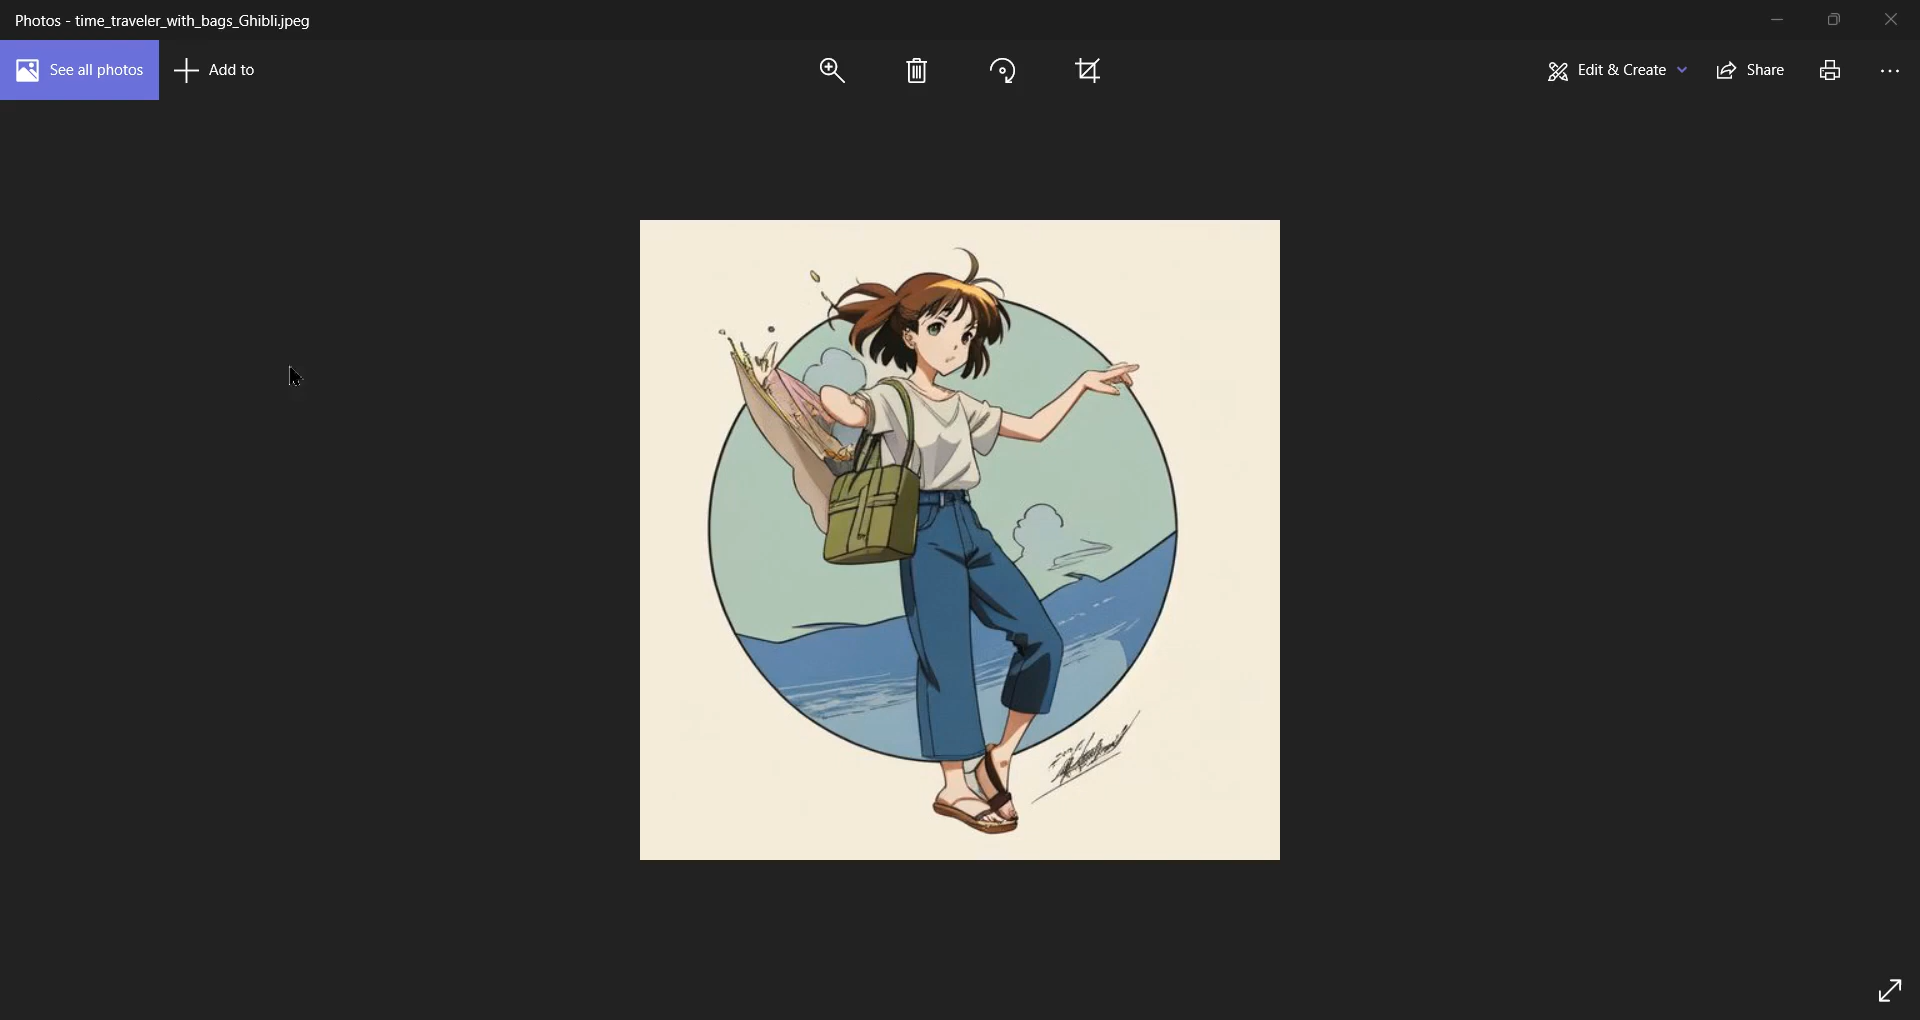 Photos - time_traveler_with_bags_Ghibli.jpeg
See all photos
Add to
Edit & Create
Share